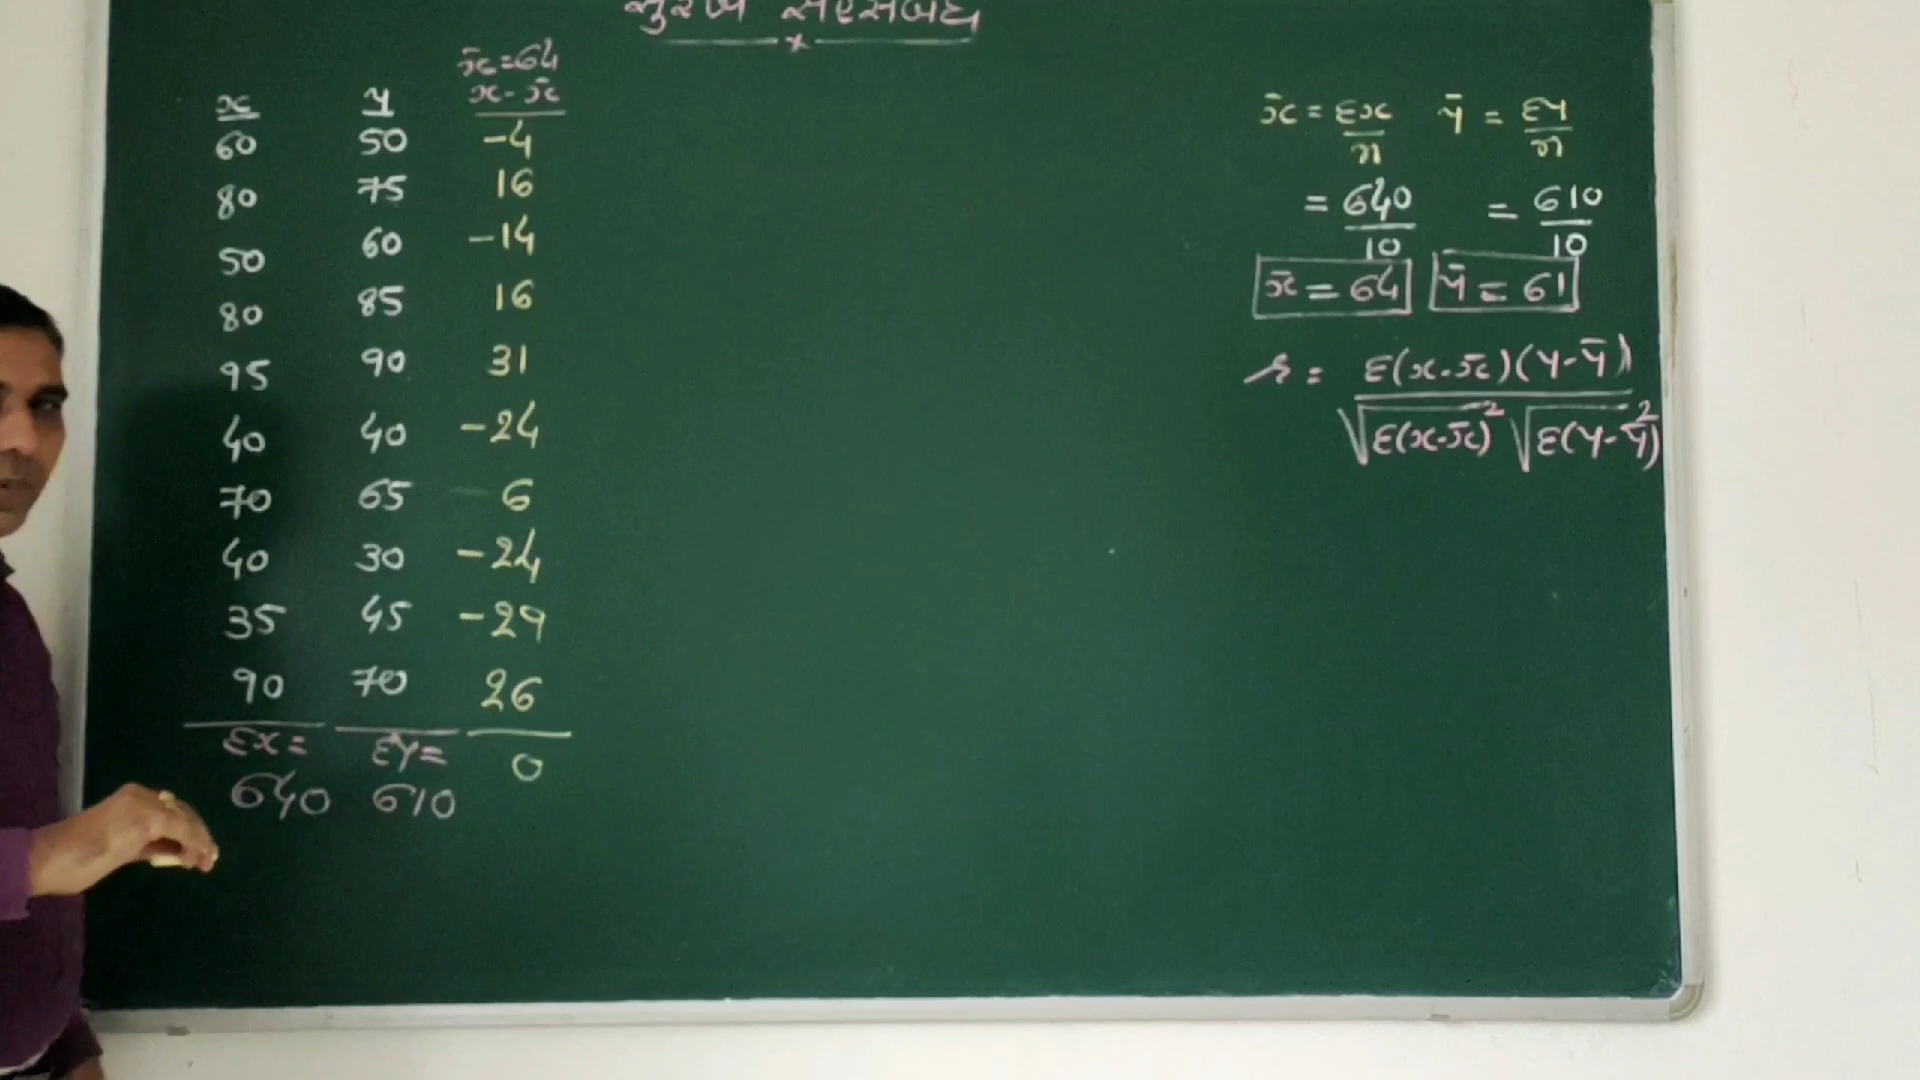 સુરેખ સહસંબંધ
x̄=64
x y x-x̄
60 50 -4
80 75 16
50 60 -14
80 85 16
95 90 31
40 40 -24
70 65 6
40 30 -24
35 45 -29
90 70 26
Σx= Σy= 0
640 610
x̄ = Σx/n ȳ = Σy/n
= 640/10 = 610/10
x̄ = 64 ȳ = 61
r = Σ(x-x̄)(y-ȳ) / √Σ(x-x̄)² √Σ(y-ȳ)²